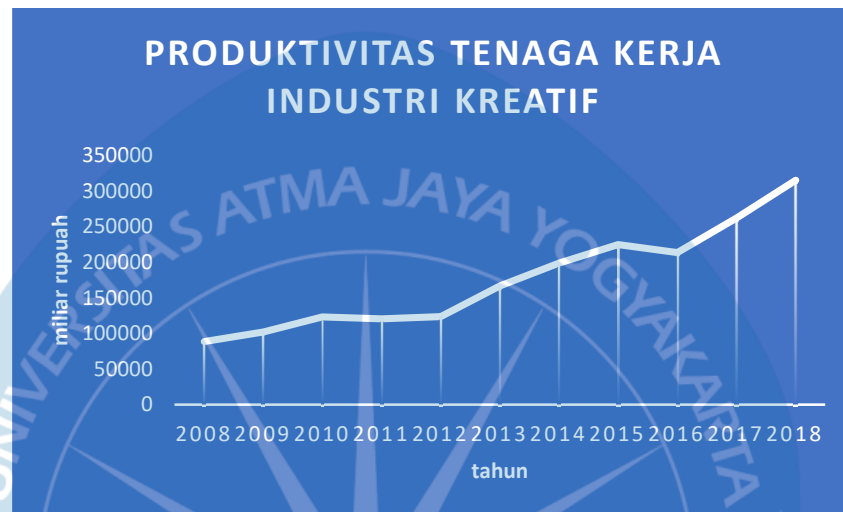 PRODUKTIVITAS TENAGA KERJA
INDUSTRI KREATIF
350000
300000
250000
200000
150000
100000
50000
0
miliar rupuah
2008 2009 2010 2011 2012 2013 2014 2015 2016 2017 2018
tahun
UNIVERSITAS ATMA JAYA YOGYAKARTA